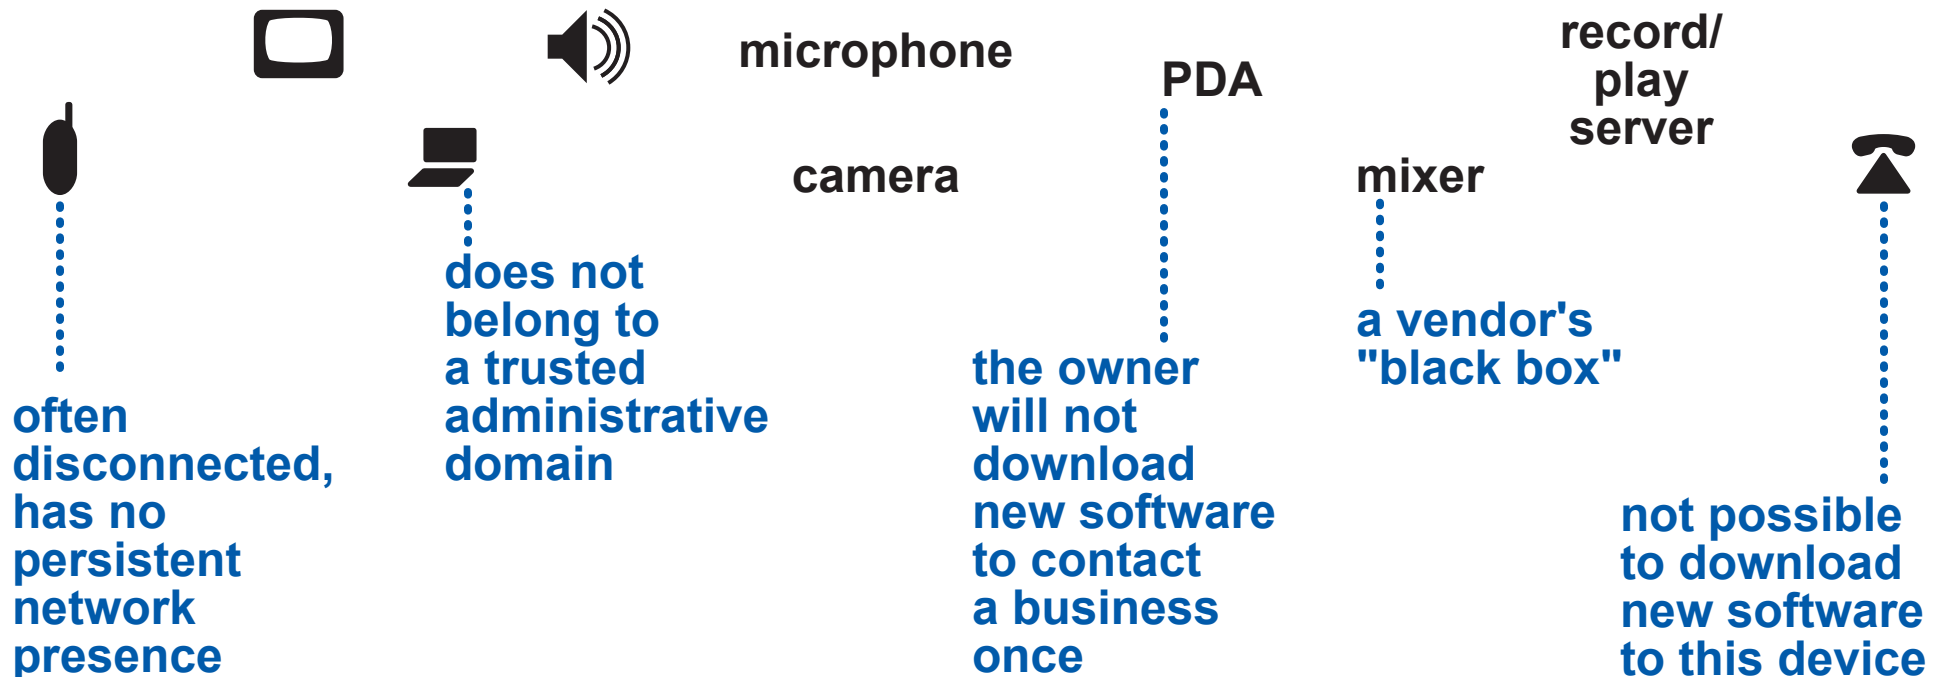 microphone
PDA
record/
play
server
camera
mixer
often
disconnected,
has no
persistent
network
presence
does not
belong to
a trusted
administrative
domain
the owner
will not
download
new software
to contact
a business
once
a vendor's
"black box"
not possible
to download
new software
to this device